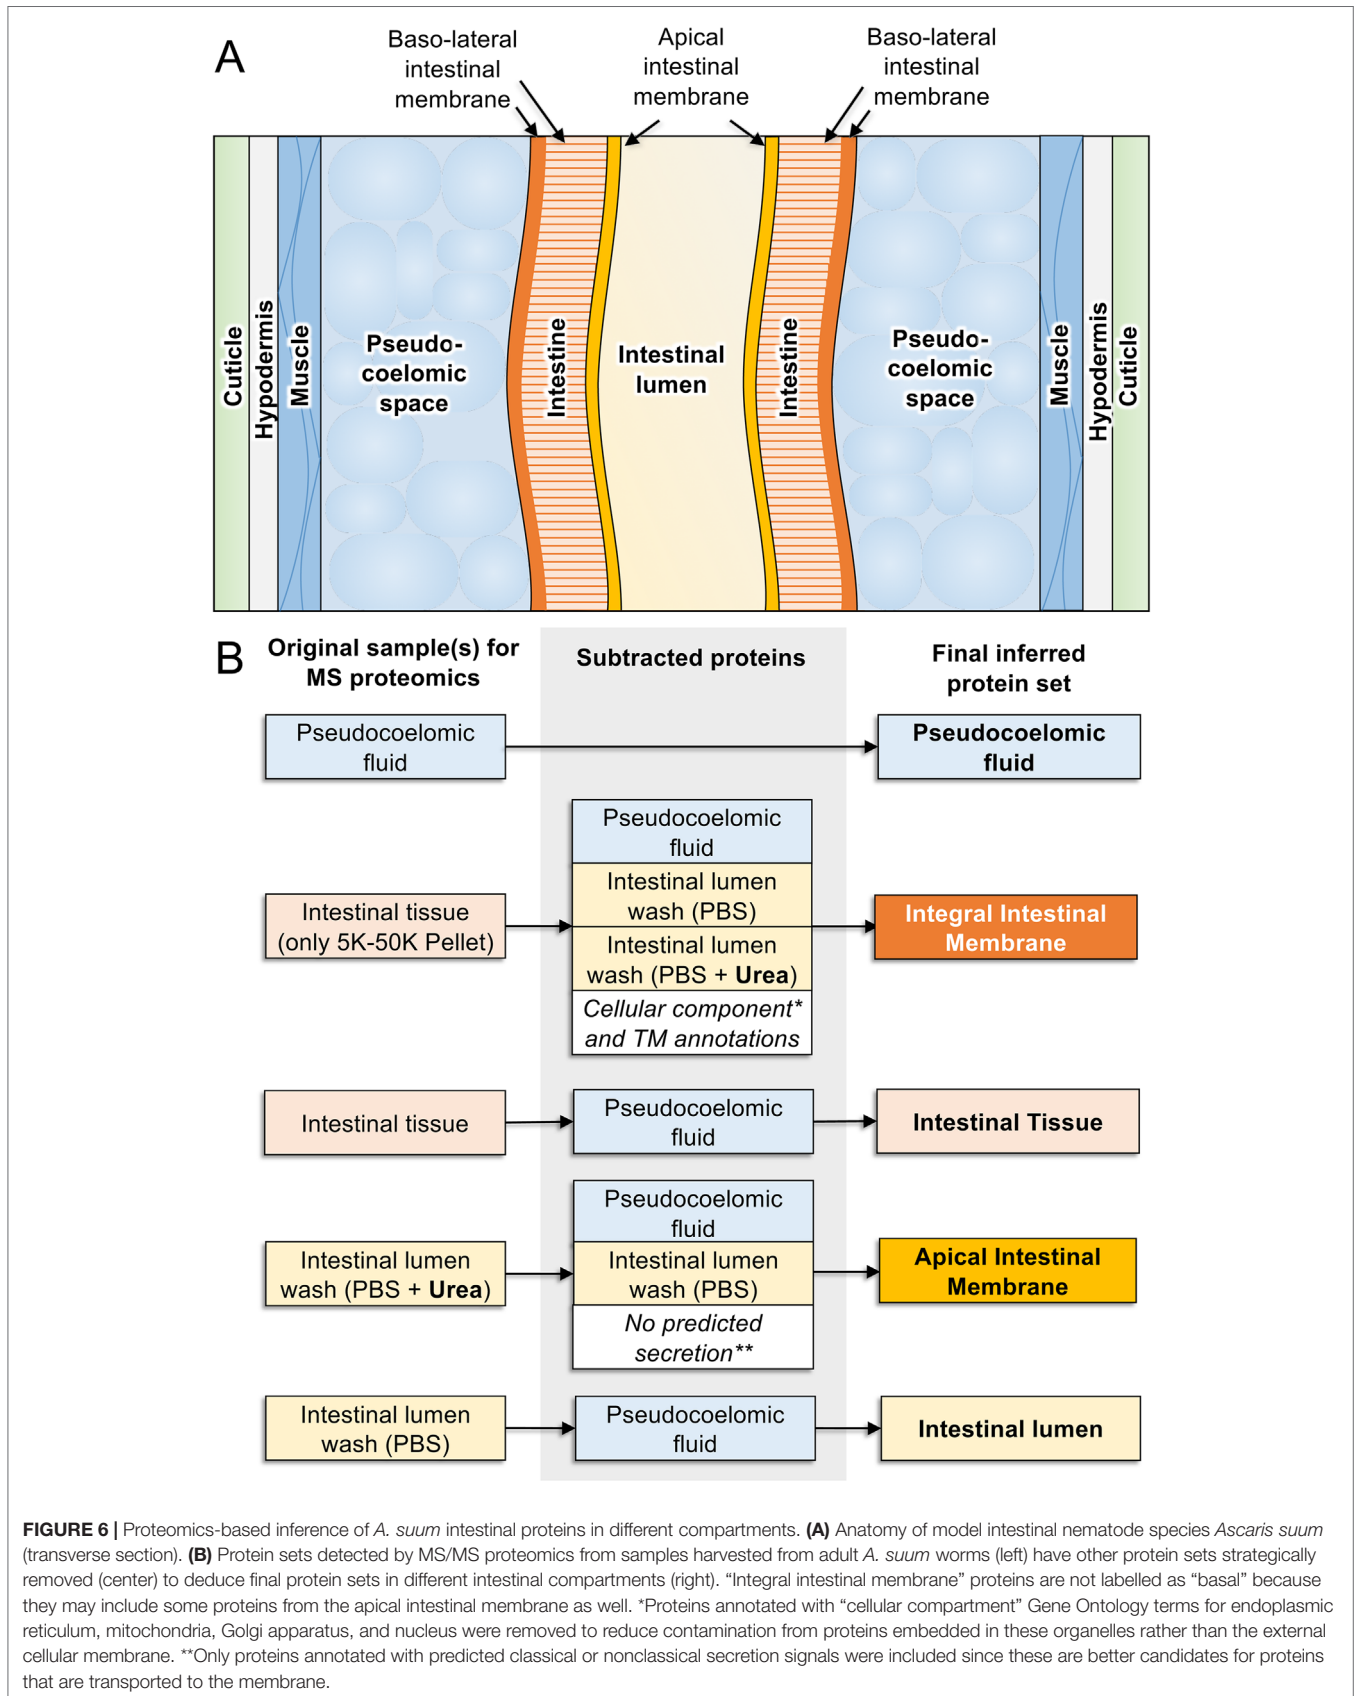 A
Baso-lateral
intestinal
membrane
Apical
intestinal
membrane
Baso-lateral
intestinal
membrane
Cuticle
Hypodermis
Muscle
Pseudo-
coelomic
space
Intestine
Intestinal
lumen
Intestine
Pseudo-
coelomic
space
Muscle
Hypodermis
Cuticle
B
Original sample(s) for
MS proteomics
Subtracted proteins
Final inferred
protein set
Pseudocoelomic
fluid
Pseudocoelomic
fluid
Intestinal tissue
(only 5K-50K Pellet)
Pseudocoelomic
fluid
Intestinal lumen
wash (PBS)
Intestinal lumen
wash (PBS + Urea)
Cellular component*
and TM annotations
Integral Intestinal
Membrane
Intestinal tissue
Pseudocoelomic
fluid
Intestinal Tissue
Intestinal lumen
wash (PBS + Urea)
Pseudocoelomic
fluid
Intestinal lumen
wash (PBS)
No predicted
secretion**
Apical Intestinal
Membrane
Intestinal lumen
wash (PBS)
Pseudocoelomic
fluid
Intestinal lumen
FIGURE 6 | Proteomics-based inference of A. suum intestinal proteins in different compartments. (A) Anatomy of model intestinal nematode species Ascaris suum
(transverse section). (B) Protein sets detected by MS/MS proteomics from samples harvested from adult A. suum worms (left) have other protein sets strategically
removed (center) to deduce final protein sets in different intestinal compartments (right). “Integral intestinal membrane” proteins are not labelled as “basal” because
they may include some proteins from the apical intestinal membrane as well. *Proteins annotated with “cellular compartment” Gene Ontology terms for endoplasmic
reticulum, mitochondria, Golgi apparatus, and nucleus were removed to reduce contamination from proteins embedded in these organelles rather than the external
cellular membrane. **Only proteins annotated with predicted classical or nonclassical secretion signals were included since these are better candidates for proteins
that are transported to the membrane.